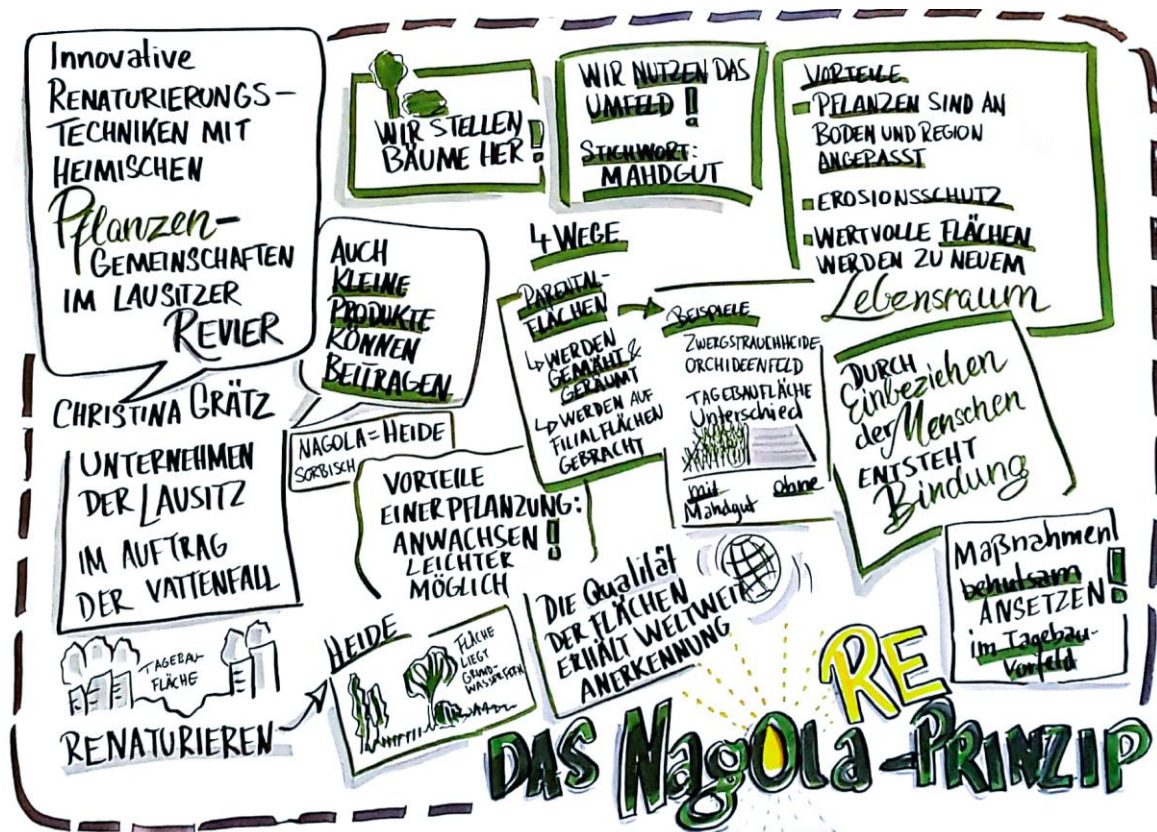 Innovative
RENATURIERUNGS-
TECHNIKEN MIT
HEIMISCHEN
Pflanzen-
GEMEINSCHAFTEN
IM LAUSITZER
REVIER
CHRISTINA GRÄTZ
UNTERNEHMEN
DER LAUSITZ
IM AUFTRAG
DER VATTENFALL
TAGEBAU-
FLÄCHE
RENATURIEREN
WIR STELLEN
BÄUME HER!
AUCH
KLEINE
PRODUKTE
KÖNNEN
BEITRAGEN
NAGOLA = HEIDE
SORBISCH
VORTEILE
EINER PFLANZUNG:
ANWACHSEN!
LEICHTER
MÖGLICH
HEIDE
FLÄCHE
LIEGT
GRUND-
WASSERFERN
WIR NUTZEN DAS
UMFELD!
STICHWORT:
MAHDGUT
4 WEGE
PARENTAL-
FLÄCHEN
↳ WERDEN
GEMÄHT &
GERÄUMT
↳ WERDEN AUF
FILIALFLÄCHEN
GEBRACHT
BEISPIELE
ZWERGSTRAUCHHEIDE
ORCHIDEENFELD
TAGEBAUFLÄCHE
Unterschied
mit ohne
Mahdgut
DIE Qualität
DER FLÄCHEN
ERHÄLT WELTWEIT
ANERKENNUNG
VORTEILE
PFLANZEN SIND AN
BODEN UND REGION
ANGEPASST
EROSIONSSCHUTZ
WERTVOLLE FLÄCHEN
WERDEN ZU NEUEM
Lebensraum
DURCH
Einbeziehen
der Menschen
ENTSTEHT
Bindung
Maßnahmen!
behutsam
ANSETZEN
im Tagebau-
Vorfeld
RE
DAS NagOla-PRINZIP